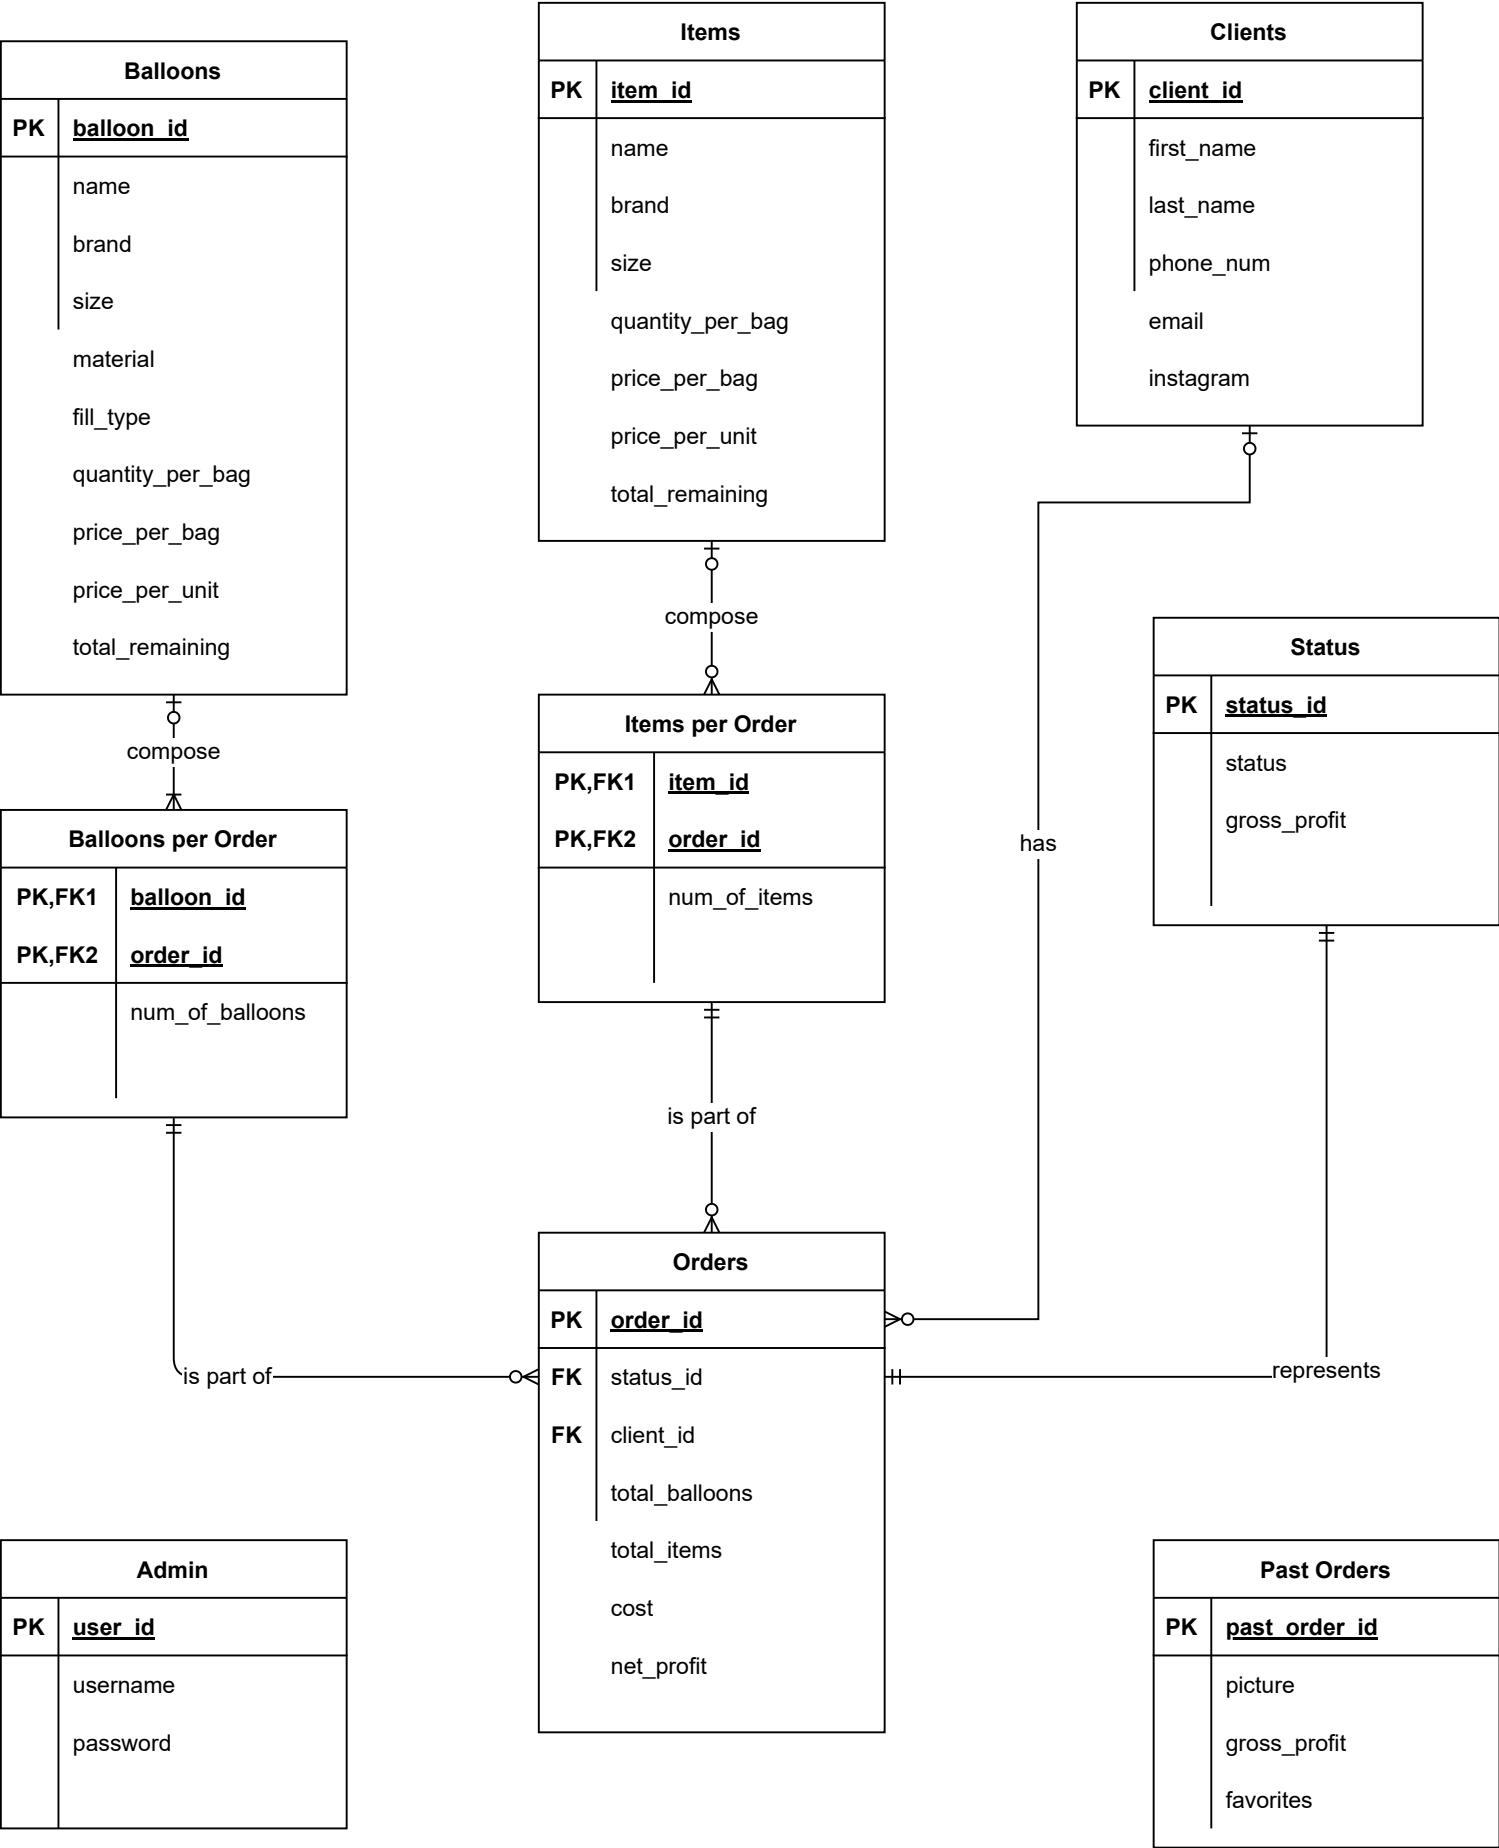 Balloons
PK balloon_id
name
brand
size
material
fill_type
quantity_per_bag
price_per_bag
price_per_unit
total_remaining
compose
Balloons per Order
PK,FK1 balloon_id
PK,FK2 order_id
num_of_balloons
is part of
Items
PK item_id
name
brand
size
quantity_per_bag
price_per_bag
price_per_unit
total_remaining
compose
Items per Order
PK,FK1 item_id
PK,FK2 order_id
num_of_items
is part of
Clients
PK client_id
first_name
last_name
phone_num
email
instagram
has
Status
PK status_id
status
gross_profit
represents
Orders
PK order_id
FK status_id
FK client_id
total_balloons
total_items
cost
net_profit
Admin
PK user_id
username
password
Past Orders
PK past_order_id
picture
gross_profit
favorites